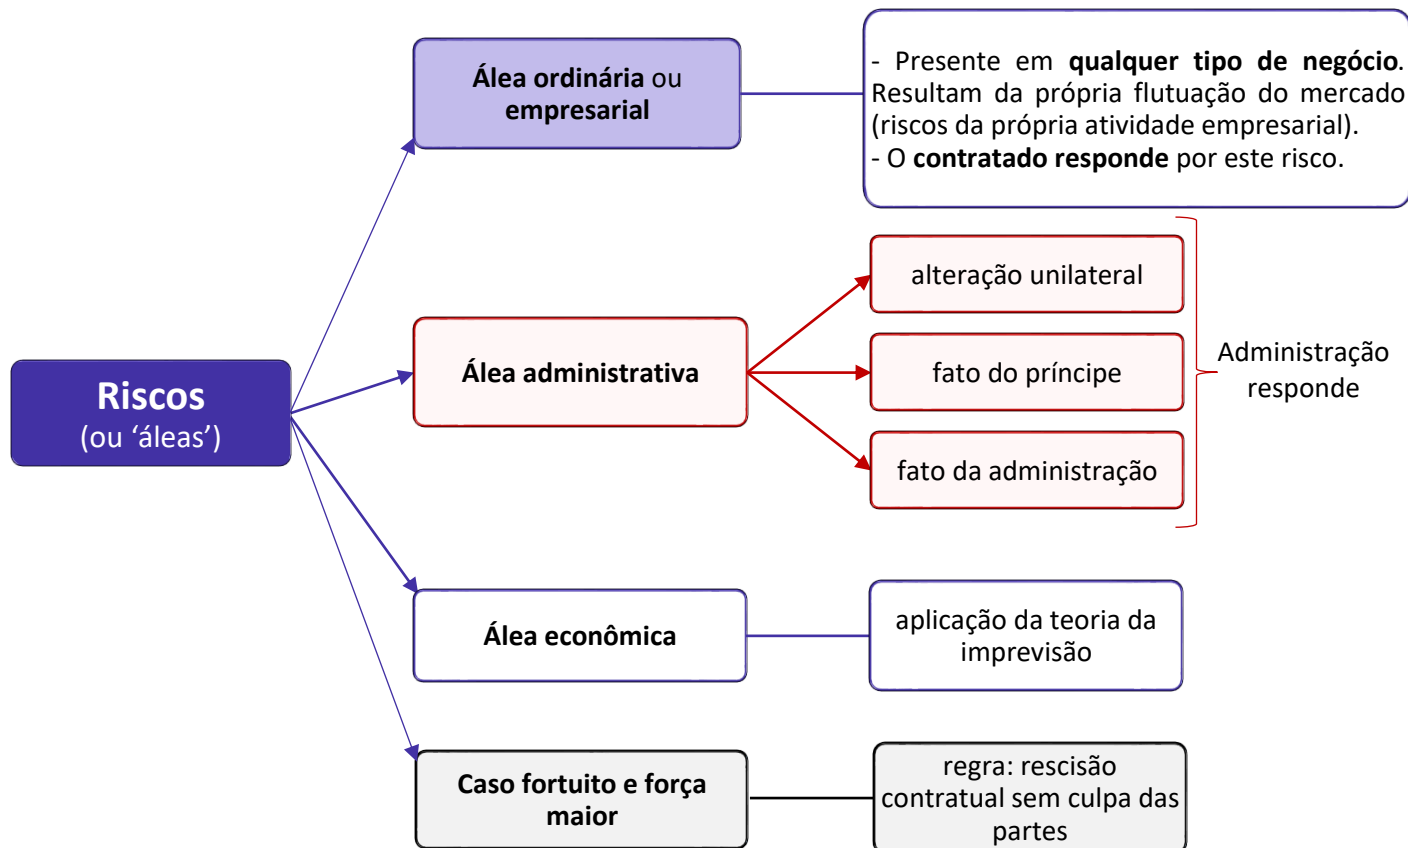 Álea ordinária ou
empresarial
- Presente em qualquer tipo de negócio.
Resultam da própria flutuação do mercado
(riscos da própria atividade empresarial).
- O contratado responde por este risco.
Riscos
(ou ‘áleas’)
Álea administrativa
alteração unilateral
fato do príncipe
fato da administração
Administração
responde
Álea econômica
aplicação da teoria da
imprevisão
Caso fortuito e força
maior
regra: rescisão
contratual sem culpa das
partes